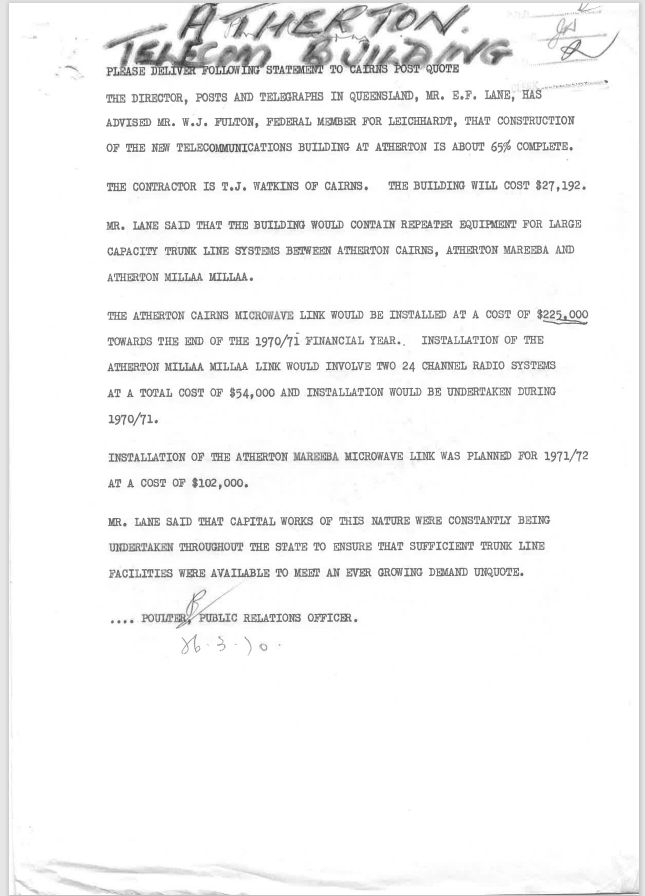 ATHERTON.
TELECOM BUILDING
PLEASE DELIVER FOLLOWING STATEMENT TO CAIRNS POST QUOTE
THE DIRECTOR, POSTS AND TELEGRAPHS IN QUEENSLAND, MR. E.F. LANE, HAS
ADVISED MR. W.J. FULTON, FEDERAL MEMBER FOR LEICHHARDT, THAT CONSTRUCTION
OF THE NEW TELECOMMUNICATIONS BUILDING AT ATHERTON IS ABOUT 65% COMPLETE.
THE CONTRACTOR IS T.J. WATKINS OF CAIRNS. THE BUILDING WILL COST $27,192.
MR. LANE SAID THAT THE BUILDING WOULD CONTAIN REPEATER EQUIPMENT FOR LARGE
CAPACITY TRUNK LINE SYSTEMS BETWEEN ATHERTON CAIRNS, ATHERTON MAREEBA AND
ATHERTON MILLAA MILLAA.
THE ATHERTON CAIRNS MICROWAVE LINK WOULD BE INSTALLED AT A COST OF $225,000
TOWARDS THE END OF THE 1970/71 FINANCIAL YEAR. INSTALLATION OF THE
ATHERTON MILLAA MILLAA LINK WOULD INVOLVE TWO 24 CHANNEL RADIO SYSTEMS
AT A TOTAL COST OF $54,000 AND INSTALLATION WOULD BE UNDERTAKEN DURING
1970/71.
INSTALLATION OF THE ATHERTON MAREEBA MICROWAVE LINK WAS PLANNED FOR 1971/72
AT A COST OF $102,000.
MR. LANE SAID THAT CAPITAL WORKS OF THIS NATURE WERE CONSTANTLY BEING
UNDERTAKEN THROUGHOUT THE STATE TO ENSURE THAT SUFFICIENT TRUNK LINE
FACILITIES WERE AVAILABLE TO MEET AN EVER GROWING DEMAND UNQUOTE.
.... POULTER, PUBLIC RELATIONS OFFICER.
26.3.70.